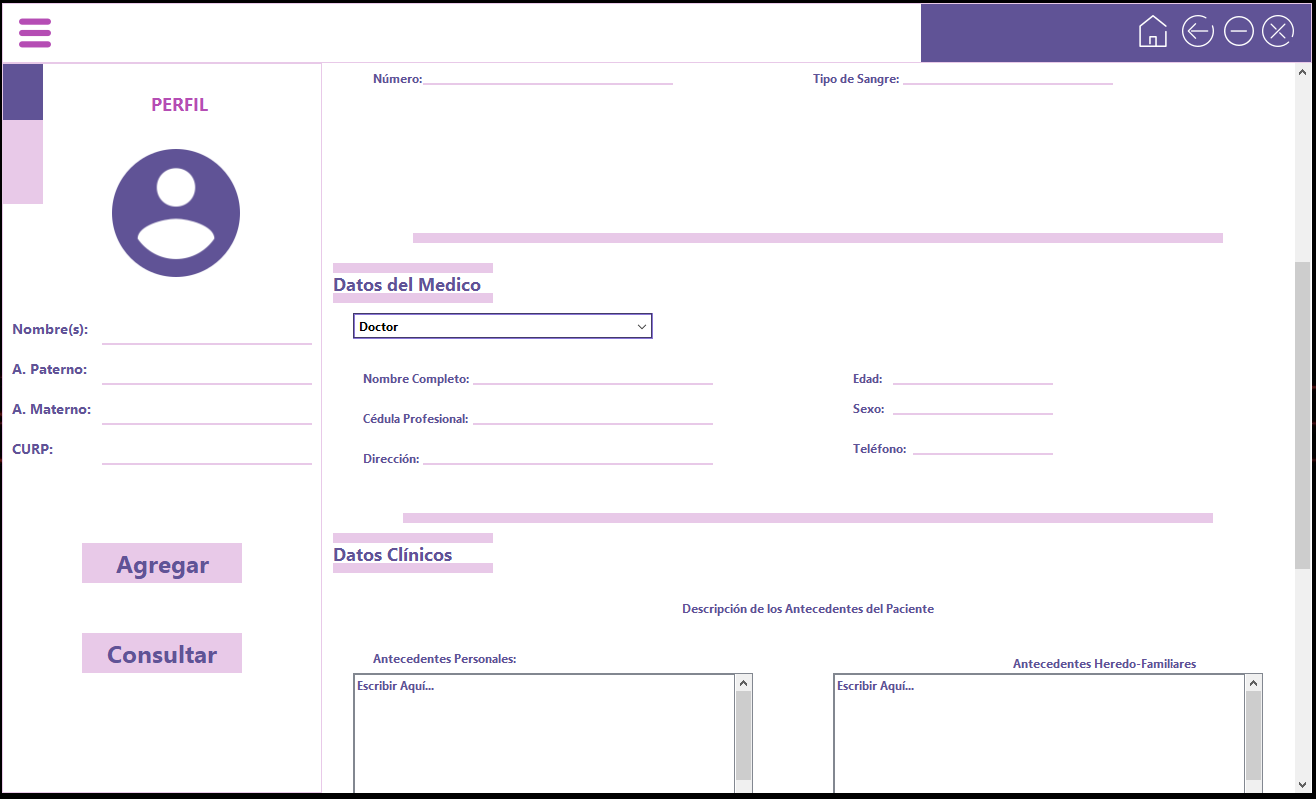 PERFIL
Nombre(s):
A. Paterno:
A. Materno:
CURP:
Agregar
Consultar
Número:
Tipo de Sangre:
Datos del Medico
Doctor
Nombre Completo:
Edad:
Sexo:
Cédula Profesional:
Teléfono:
Dirección:
Datos Clínicos
Descripción de los Antecedentes del Paciente
Antecedentes Personales:
Antecedentes Heredo-Familiares
Escribir Aquí...
Escribir Aquí...